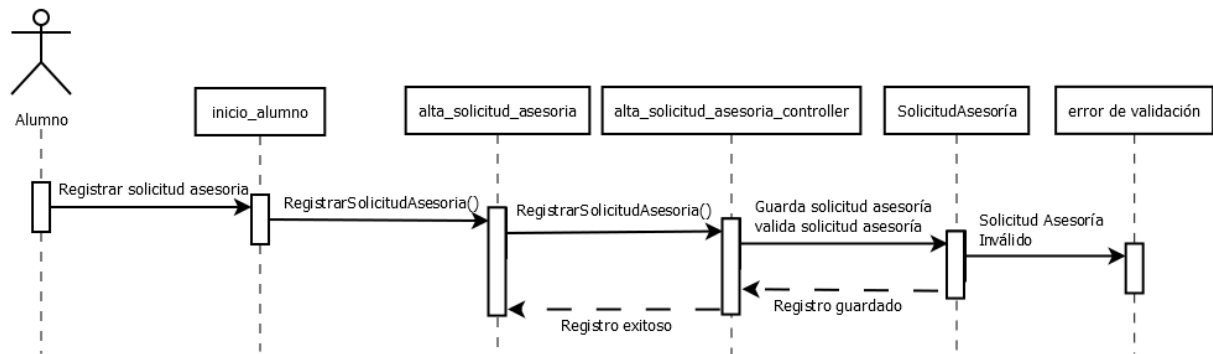 Alumno
inicio_alumno
alta_solicitud_asesoria
alta_solicitud_asesoria_controller
SolicitudAsesoría
error de validación
Registrar solicitud asesoria
RegistrarSolicitudAsesoria()
RegistrarSolicitudAsesoria()
Guarda solicitud asesoría
valida solicitud asesoría
Solicitud Asesoría
Inválido
Registro guardado
Registro exitoso